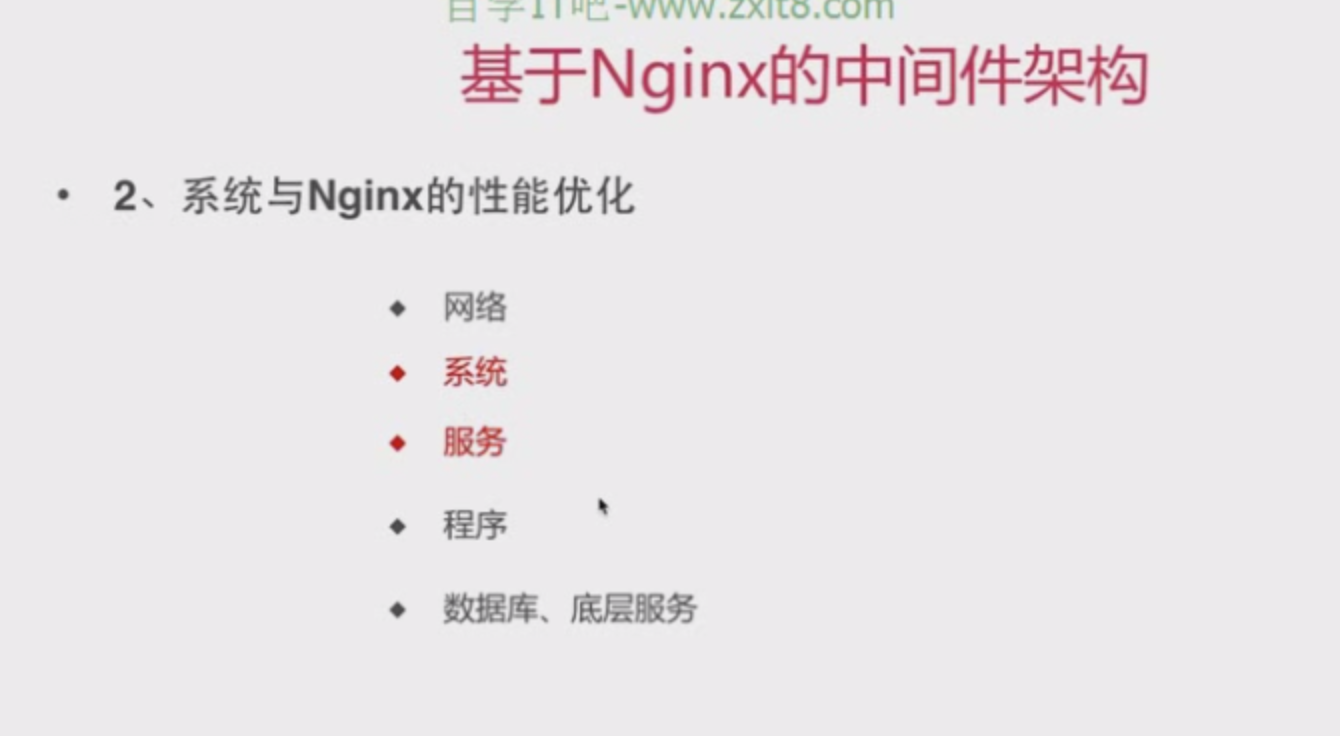 自学IT吧-www.zxit8.com
基于Nginx的中间件架构
• 2、系统与Nginx的性能优化
◆ 网络
◆ 系统
◆ 服务
◆ 程序
◆ 数据库、底层服务